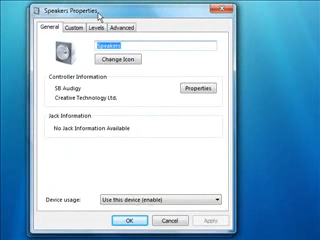 Speakers Properties
General Custom Levels Advanced
Speakers
Change Icon
Controller Information
SB Audigy
Properties
Creative Technology Ltd.
Jack Information
No Jack Information Available
Device usage: Use this device (enable)
OK Cancel Apply